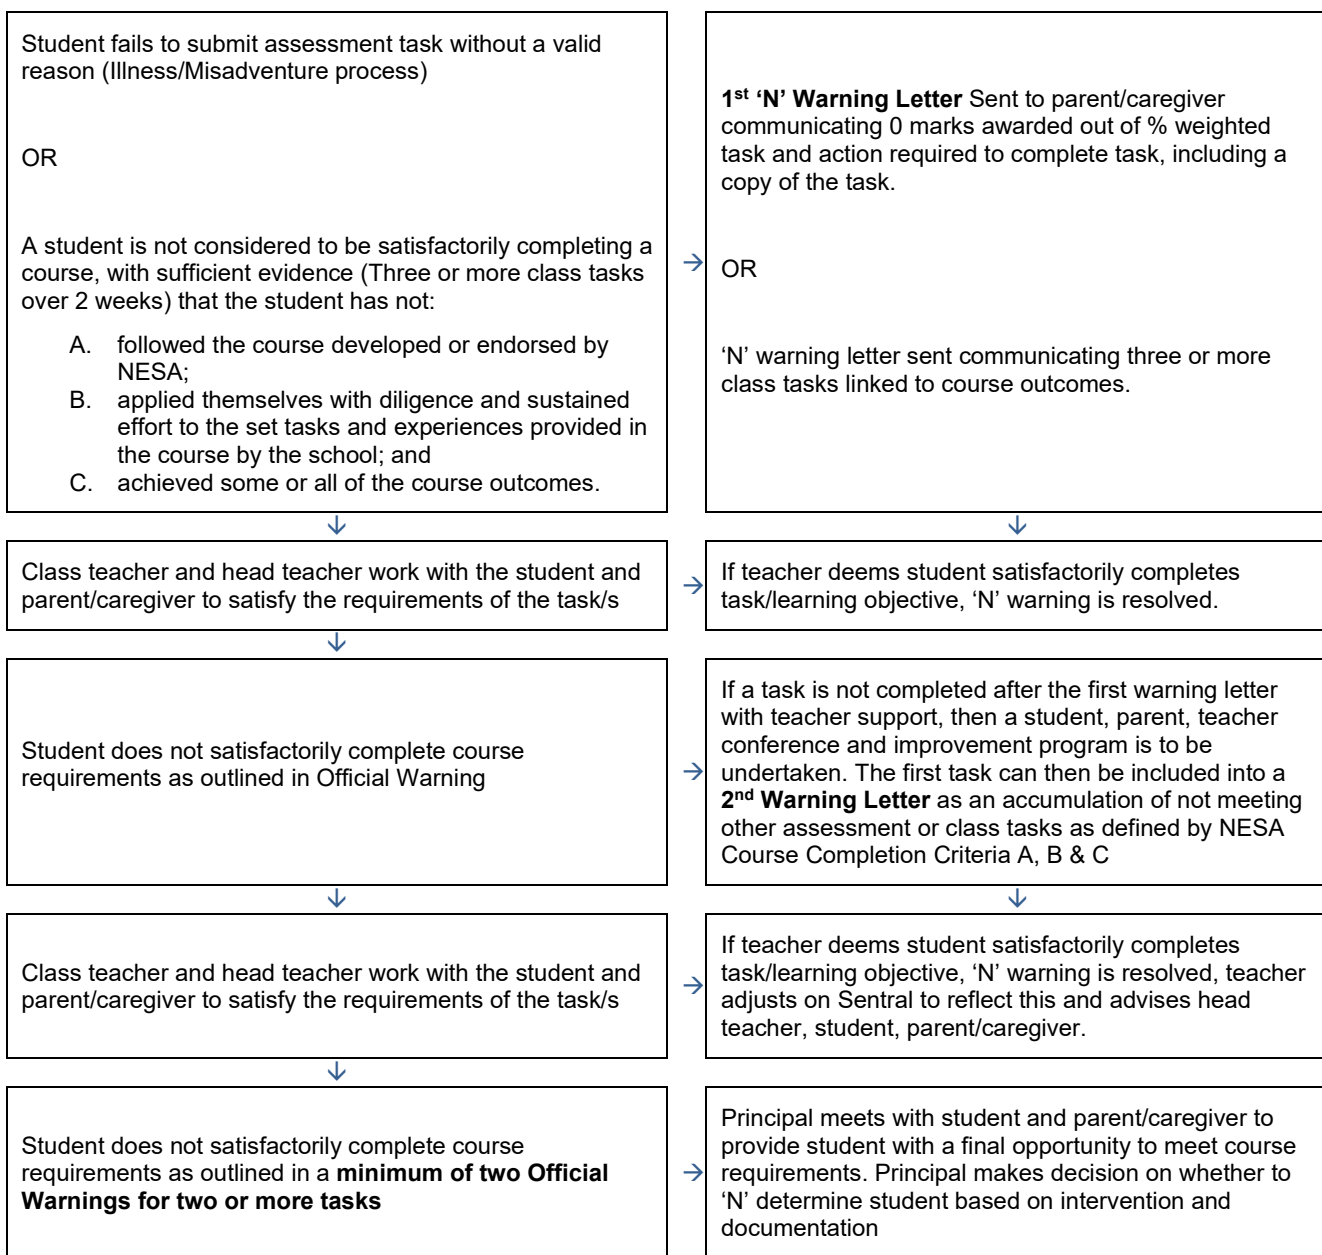 Student fails to submit assessment task without a valid
reason (Illness/Misadventure process)
OR
A student is not considered to be satisfactorily completing a
course, with sufficient evidence (Three or more class tasks
over 2 weeks) that the student has not:
A. followed the course developed or endorsed by
NESA;
B. applied themselves with diligence and sustained
effort to the set tasks and experiences provided in
the course by the school; and
C. achieved some or all of the course outcomes.
→
1st ‘N’ Warning Letter Sent to parent/caregiver
communicating 0 marks awarded out of % weighted
task and action required to complete task, including a
copy of the task.
OR
‘N’ warning letter sent communicating three or more
class tasks linked to course outcomes.
↓
↓
Class teacher and head teacher work with the student and
parent/caregiver to satisfy the requirements of the task/s
→
If teacher deems student satisfactorily completes
task/learning objective, ‘N’ warning is resolved.
↓
Student does not satisfactorily complete course
requirements as outlined in Official Warning
→
If a task is not completed after the first warning letter
with teacher support, then a student, parent, teacher
conference and improvement program is to be
undertaken. The first task can then be included into a
2nd Warning Letter as an accumulation of not meeting
other assessment or class tasks as defined by NESA
Course Completion Criteria A, B & C
↓
↓
Class teacher and head teacher work with the student and
parent/caregiver to satisfy the requirements of the task/s
→
If teacher deems student satisfactorily completes
task/learning objective, ‘N’ warning is resolved, teacher
adjusts on Sentral to reflect this and advises head
teacher, student, parent/caregiver.
↓
Student does not satisfactorily complete course
requirements as outlined in a minimum of two Official
Warnings for two or more tasks
→
Principal meets with student and parent/caregiver to
provide student with a final opportunity to meet course
requirements. Principal makes decision on whether to
‘N’ determine student based on intervention and
documentation